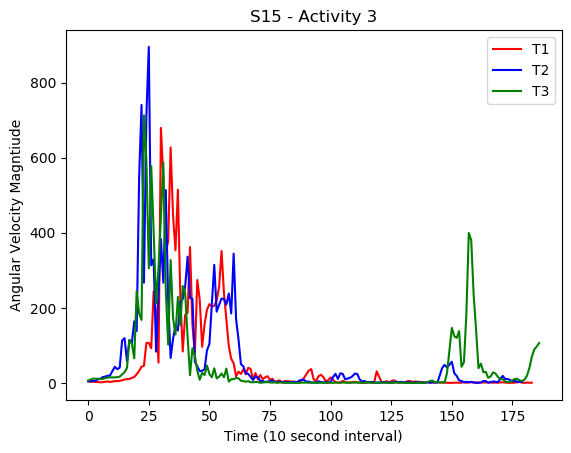 S15 - Activity 3
T1
T2
T3
Angular Velocity Magntiude
800
600
400
200
0
0 25 50 75 100 125 150 175
Time (10 second interval)